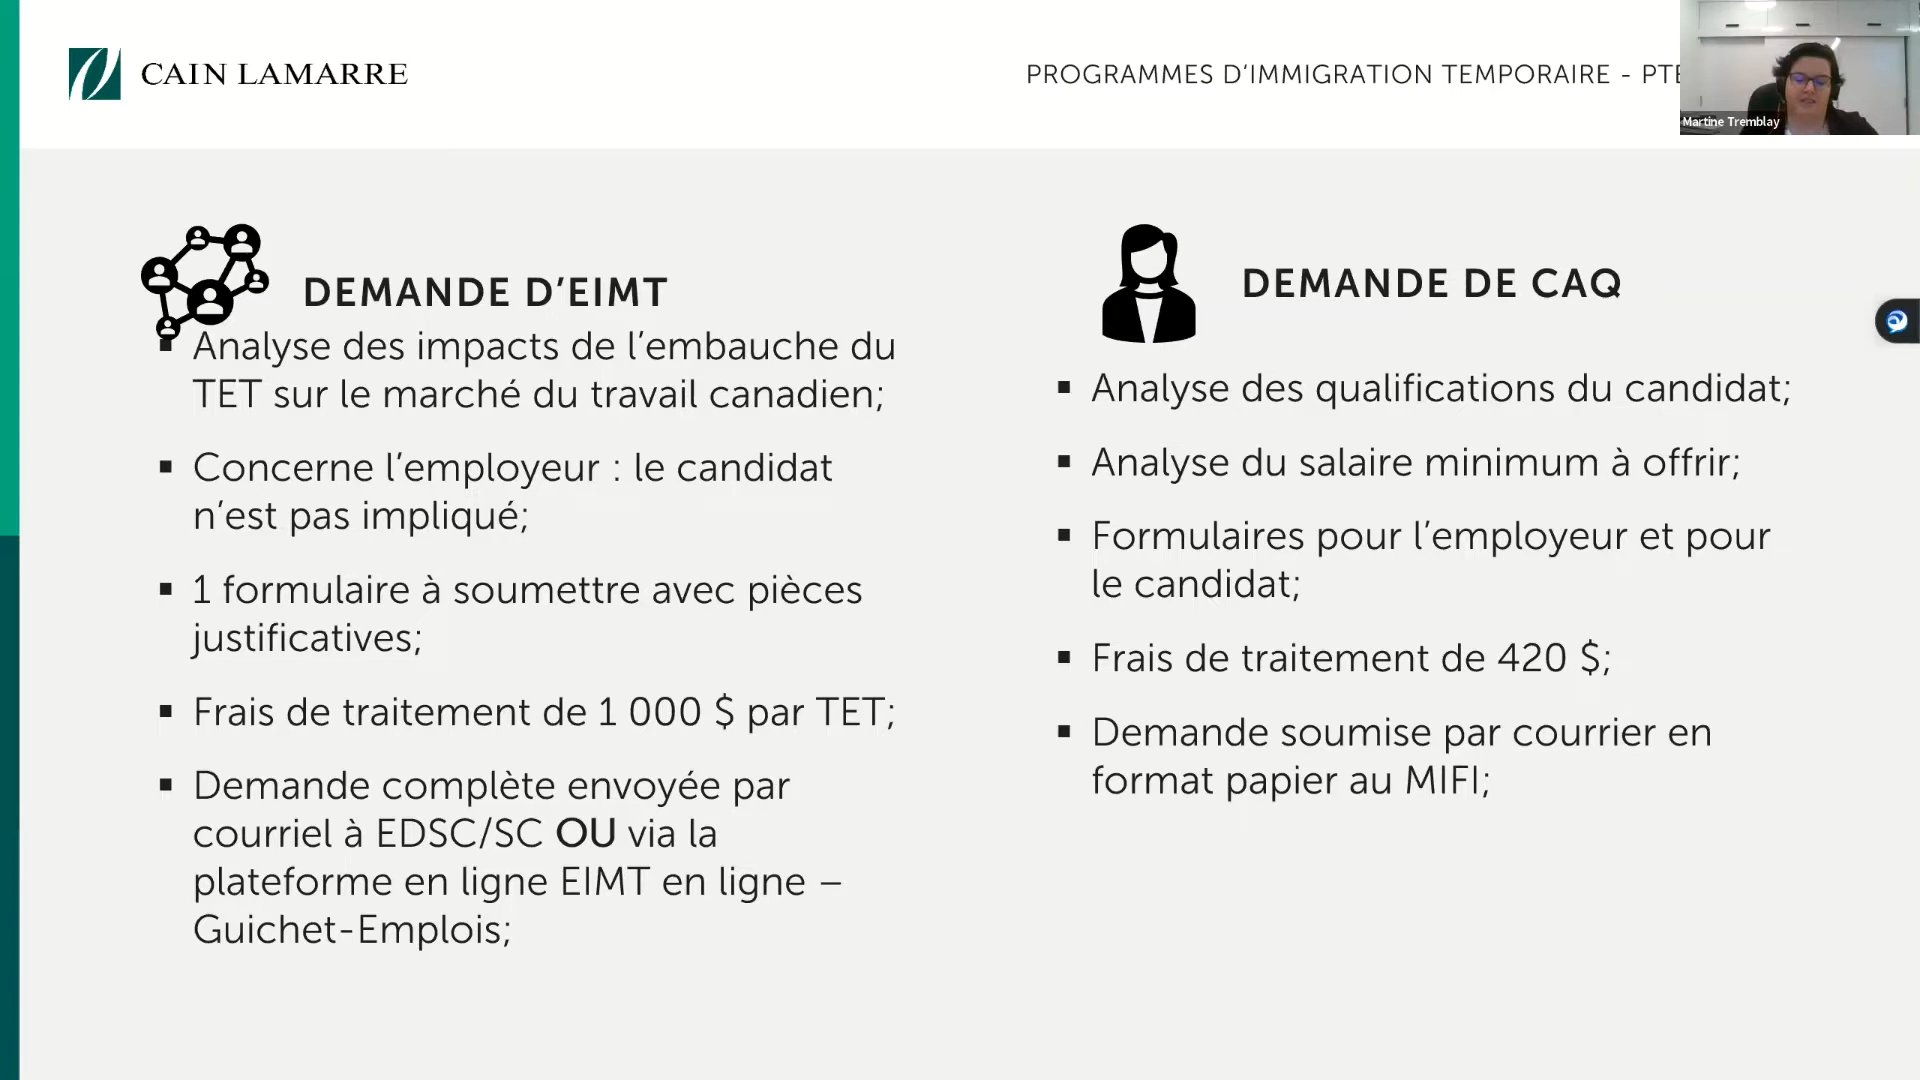 CAIN LAMARRE
PROGRAMMES D’IMMIGRATION TEMPORAIRE -
Martine Tremblay
DEMANDE D’EIMT
▪ Analyse des impacts de l’embauche du
TET sur le marché du travail canadien;
▪ Concerne l’employeur : le candidat
n’est pas impliqué;
▪ 1 formulaire à soumettre avec pièces
justificatives;
▪ Frais de traitement de 1 000 $ par TET;
▪ Demande complète envoyée par
courriel à EDSC/SC OU via la
plateforme en ligne EIMT en ligne –
Guichet-Emplois;
DEMANDE DE CAQ
▪ Analyse des qualifications du candidat;
▪ Analyse du salaire minimum à offrir;
▪ Formulaires pour l’employeur et pour
le candidat;
▪ Frais de traitement de 420 $;
▪ Demande soumise par courrier en
format papier au MIFI;